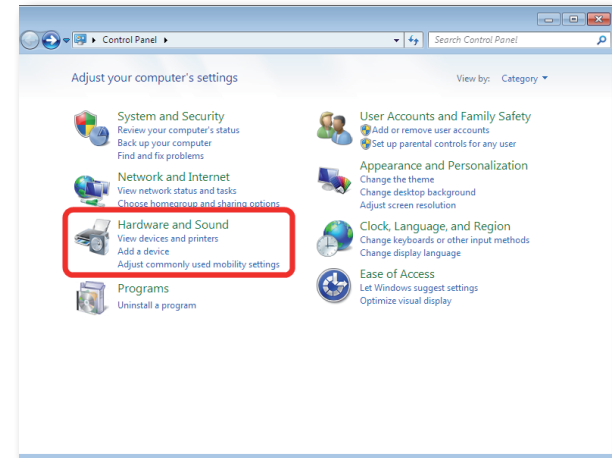 Control Panel
Search Control Panel
Adjust your computer's settings
View by: Category
System and Security
Review your computer's status
Back up your computer
Find and fix problems
Network and Internet
View network status and tasks
Choose homegroup and sharing options
Hardware and Sound
View devices and printers
Add a device
Adjust commonly used mobility settings
Programs
Uninstall a program
User Accounts and Family Safety
Add or remove user accounts
Set up parental controls for any user
Appearance and Personalization
Change the theme
Change desktop background
Adjust screen resolution
Clock, Language, and Region
Change keyboards or other input methods
Change display language
Ease of Access
Let Windows suggest settings
Optimize visual display